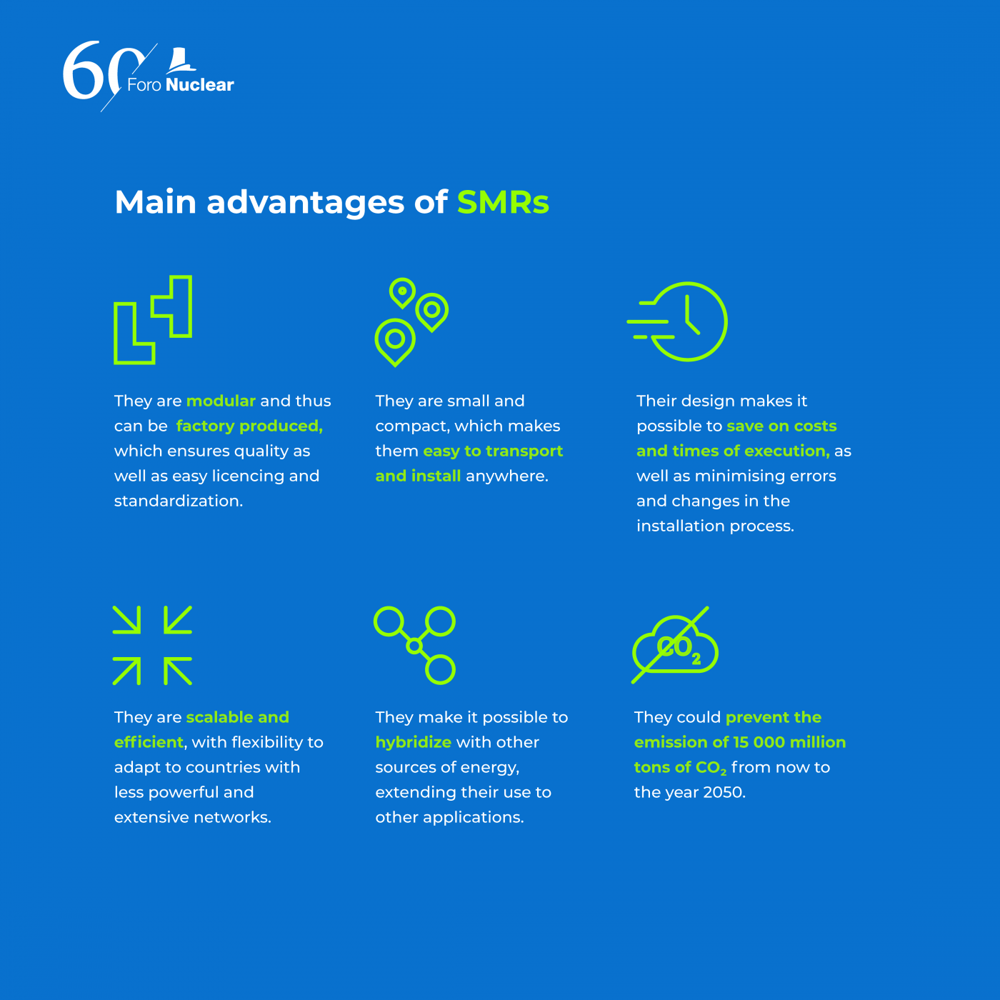 60 Foro Nuclear
Main advantages of SMRs
They are modular and thus
can be factory produced,
which ensures quality as
well as easy licencing and
standardization.
They are small and
compact, which makes
them easy to transport
and install anywhere.
Their design makes it
possible to save on costs
and times of execution, as
well as minimising errors
and changes in the
installation process.
They are scalable and
efficient, with flexibility to
adapt to countries with
less powerful and
extensive networks.
They make it possible to
hybridize with other
sources of energy,
extending their use to
other applications.
CO₂
They could prevent the
emission of 15 000 million
tons of CO₂ from now to
the year 2050.